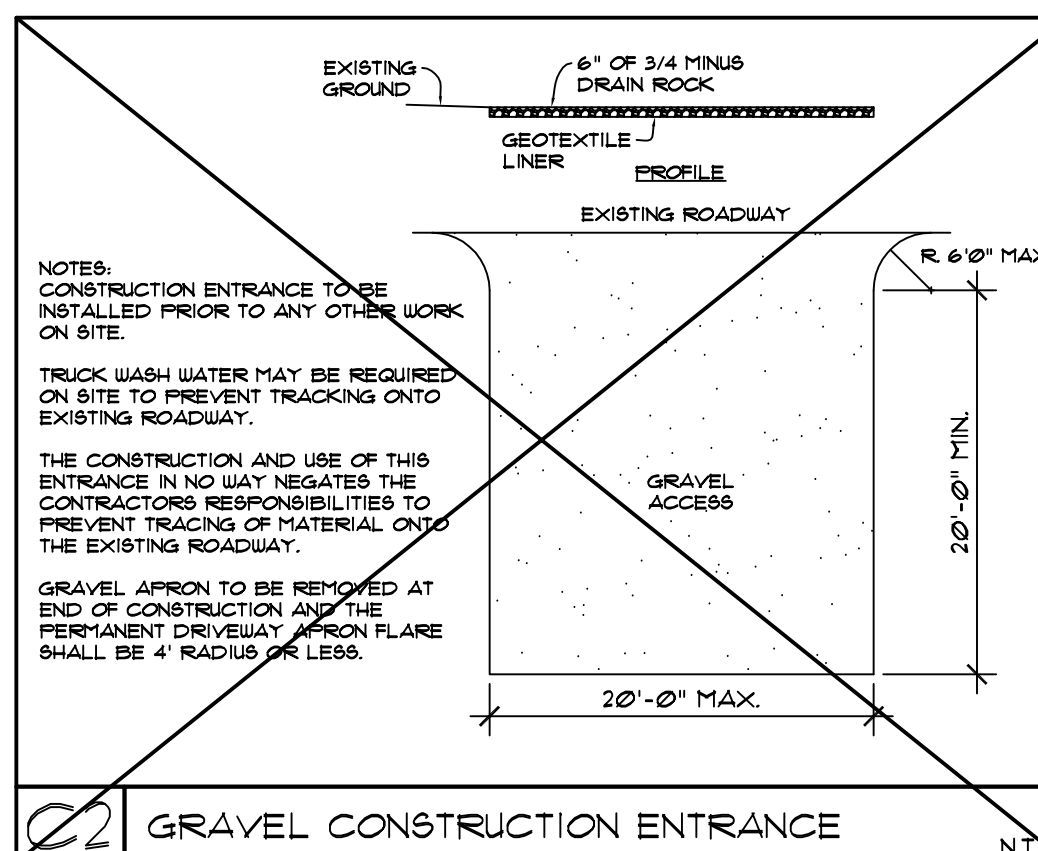 EXISTING
GROUND
6" OF 3/4 MINUS
DRAIN ROCK
GEOTEXTILE
LINER
PROFILE
EXISTING ROADWAY
R. 6'0" MAX
NOTES:
CONSTRUCTION ENTRANCE TO BE
INSTALLED PRIOR TO ANY OTHER WORK
ON SITE.
TRUCK WASH WATER MAY BE REQUIRED
ON SITE TO PREVENT TRACKING ONTO
EXISTING ROADWAY.
THE CONSTRUCTION AND USE OF THIS
ENTRANCE IN NO WAY NEGATES THE
CONTRACTORS RESPONSIBILITIES TO
PREVENT TRACING OF MATERIAL ONTO
THE EXISTING ROADWAY.
GRAVEL APRON TO BE REMOVED AT
END OF CONSTRUCTION AND THE
PERMANENT DRIVEWAY APRON FLARE
SHALL BE 4' RADIUS OR LESS.
GRAVEL
ACCESS
20'-0" MIN.
20'-0" MAX.
C2
GRAVEL CONSTRUCTION ENTRANCE